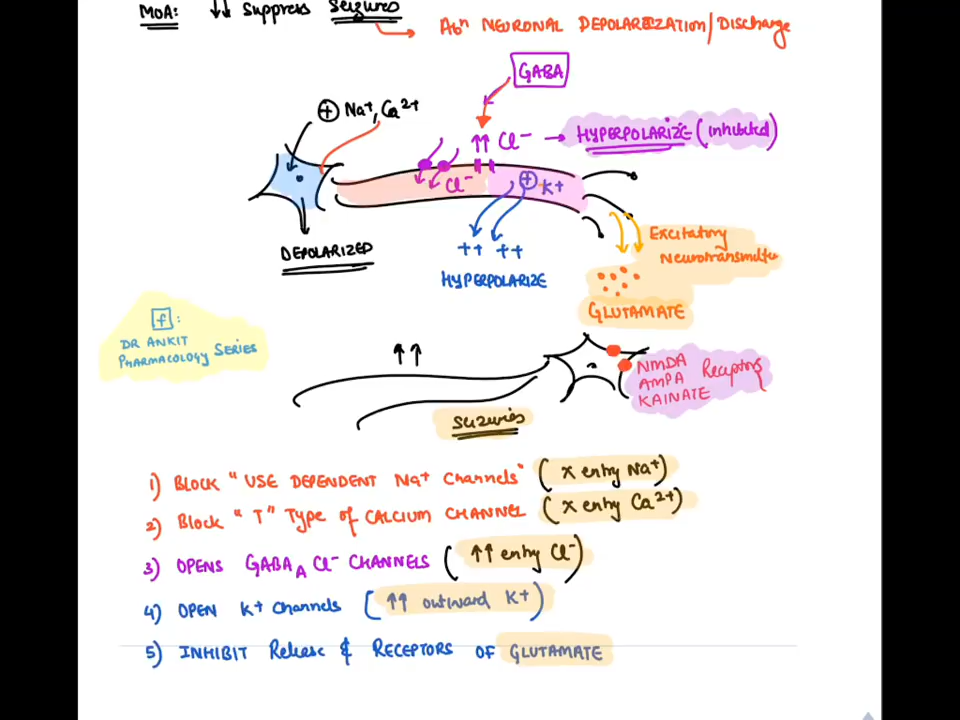 MOA: ↓↓ Suppress Seizures
Abⁿ NEURONAL DEPOLARIZATION/Discharge
GABA
⊕ Na⁺, Ca²⁺
↑↑ Cl⁻ → HYPERPOLARIZE (inhibited)
Cl⁻
⊕ K⁺
DEPOLARIZED
++ ++
HYPERPOLARIZE
Excitatory
Neurotransmitte
GLUTAMATE
f :
DR ANKIT
PHARMACOLOGY SERIES
↑↑
NMDA
AMPA Receptors
KAINATE
SEIZURES
1) BLOCK "USE DEPENDENT Na⁺ Channels" (x entry Na⁺)
2) BLOCK "T" Type of CALCIUM CHANNEL (x entry Ca²⁺)
3) OPENS GABA_A Cl⁻ CHANNELS (↑↑ entry Cl⁻)
4) OPEN K⁺ Channels (↑↑ outward K⁺)
5) INHIBIT Release & RECEPTORS OF GLUTAMATE